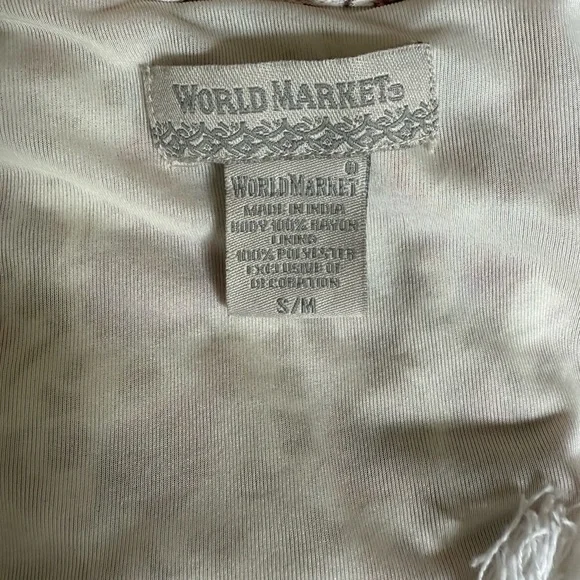 WORLD MARKET®
®
WORLD MARKET
MADE IN INDIA
BODY 100% RAYON
LINING
100% POLYESTER
EXCLUSIVE OF
DECORATION
S/M